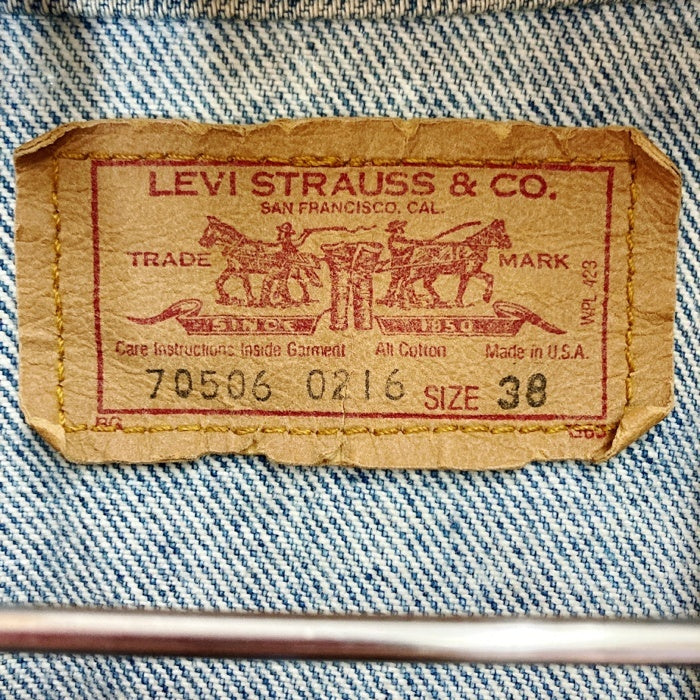 LEVI STRAUSS & CO.
SAN FRANCISCO, CAL.
TRADE MARK
WPL 423
SINCE 1850
Care Instructions Inside Garment All Cotton Made in U.S.A.
70506 0216 SIZE 38